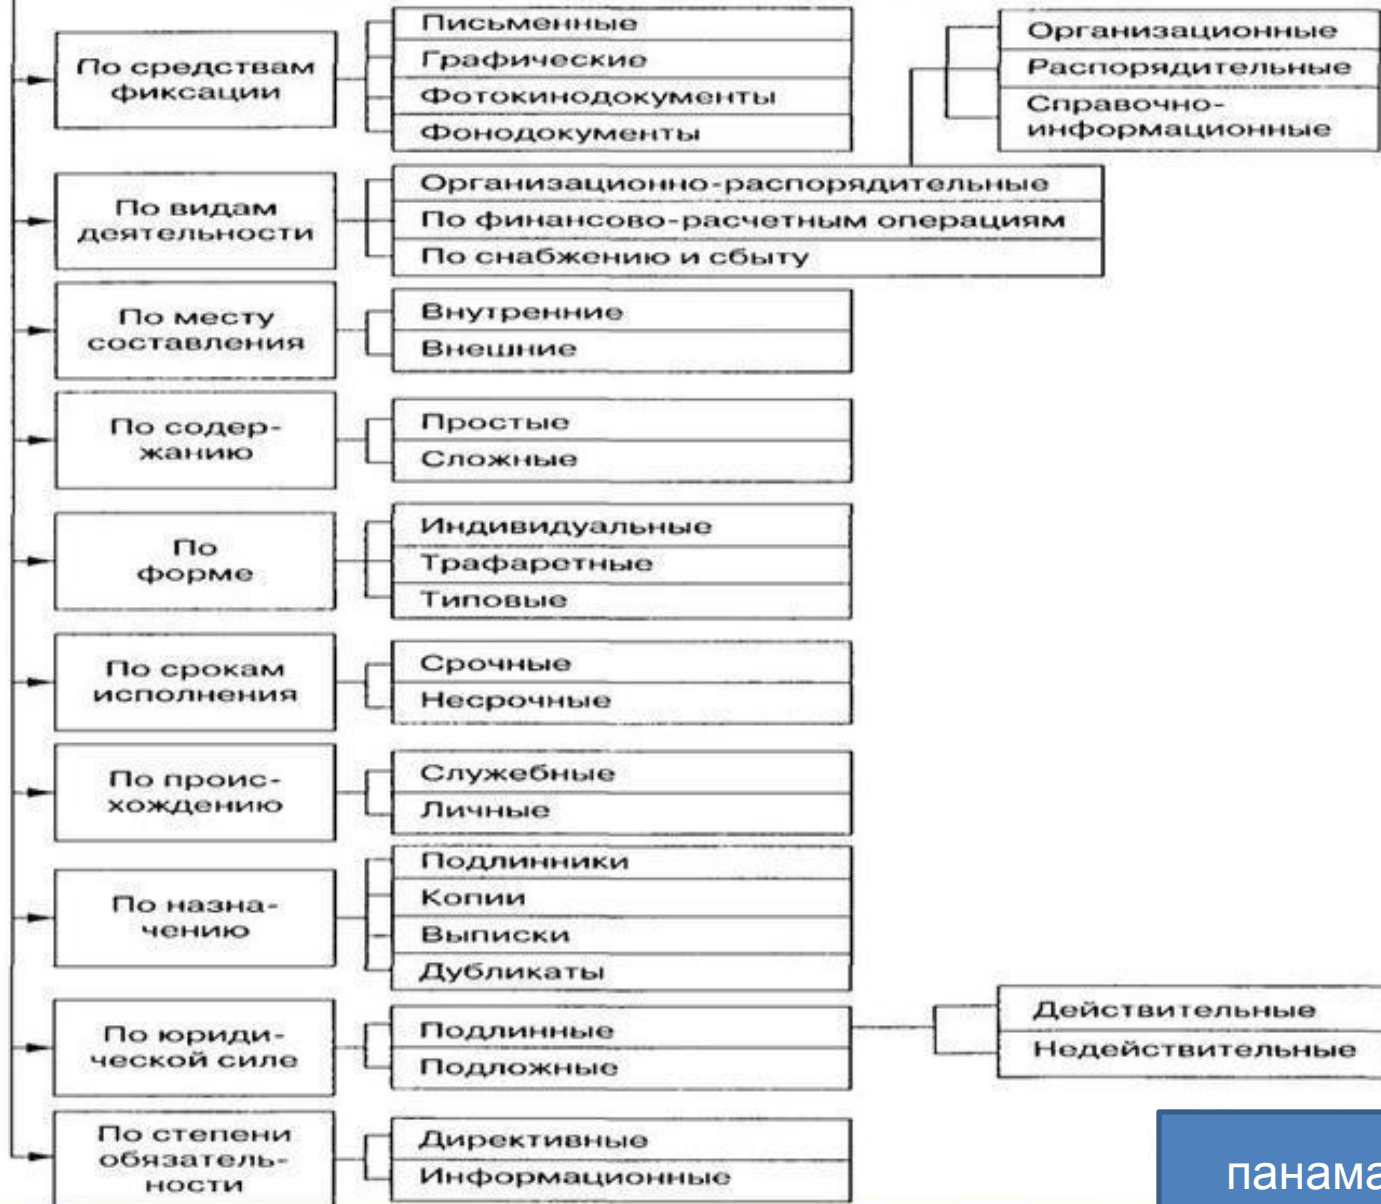 По средствам
фиксации
Письменные
Графические
Фотокинодокументы
Фонодокументы
Организационные
Распорядительные
Справочно-
информационные
По видам
деятельности
Организационно-распорядительные
По финансово-расчетным операциям
По снабжению и сбыту
По месту
составления
Внутренние
Внешние
По содер-
жанию
Простые
Сложные
По
форме
Индивидуальные
Трафаретные
Типовые
По срокам
исполнения
Срочные
Несрочные
По проис-
хождению
Служебные
Личные
По назна-
чению
Подлинники
Копии
Выписки
Дубликаты
По юриди-
ческой силе
Подлинные
Подложные
Действительные
Недействительные
По степени
обязатель-
ности
Директивные
Информационные
панама